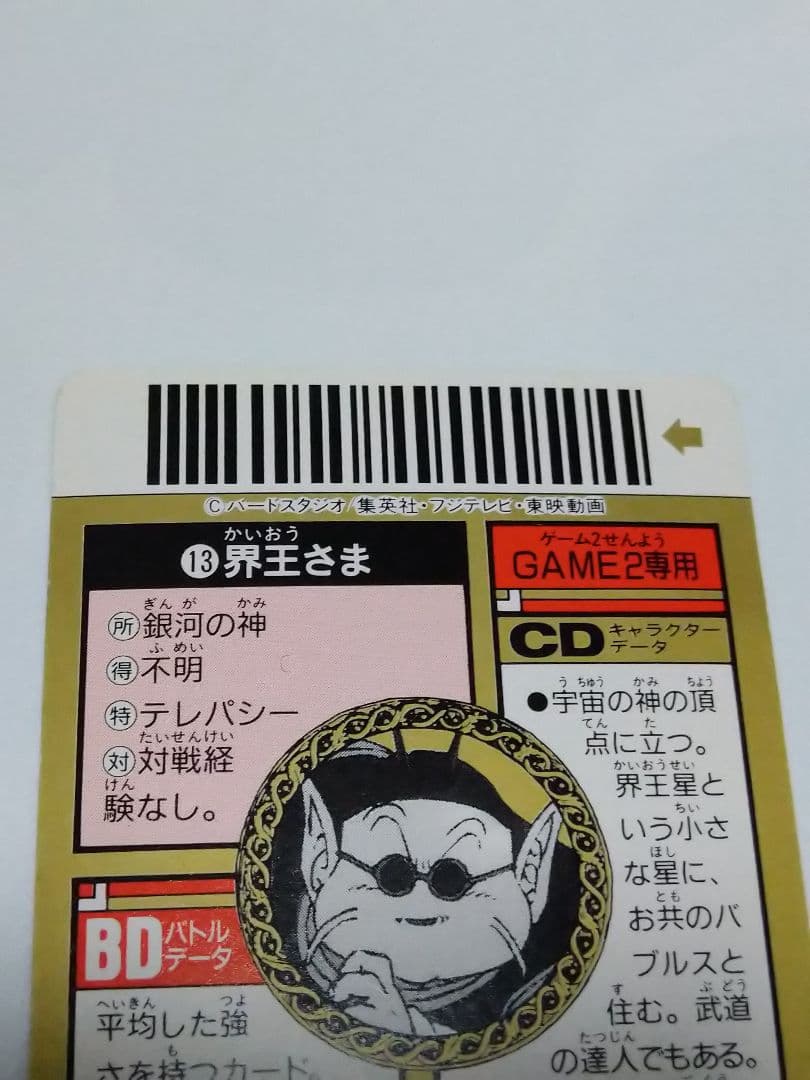 ©バードスタジオ/集英社・フジテレビ・東映動画
かいおう
⑬界王さま
ぎんが かみ
所銀河の神
ふめい
得不明
特テレパシー
たいせんけい
対対戦経
けん
験なし。
BDバトル
データ
へいきん つよ
平均した強
も
さを持つカード。
ゲーム2せんよう
GAME2専用
CDキャラクター
データ
うちゅう かみ ちょう
●宇宙の神の頂
てん た
点に立つ。
かいおうせい
界王星と
ちい
いう小さ
ほし
な星に、
とも
お共のバ
ブルスと
す ぶどう
住む。武道
たつじん
の達人でもある。